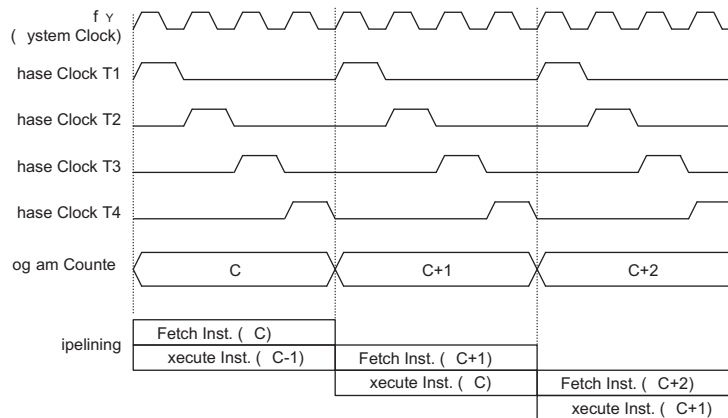 f Y
( ystem Clock)
hase Clock T1
hase Clock T2
hase Clock T3
hase Clock T4
og am Counte
C
C+1
C+2
ipelining
Fetch Inst. ( C)
xecute Inst. ( C-1)
Fetch Inst. ( C+1)
xecute Inst. ( C)
Fetch Inst. ( C+2)
xecute Inst. ( C+1)